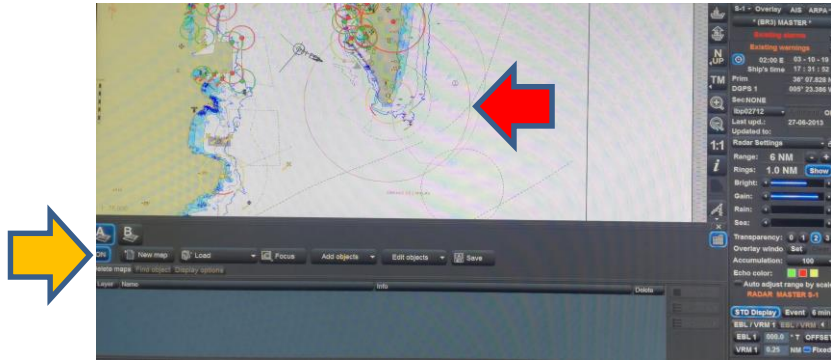 S-1 Overlay AIS ARPA
* (BR3) MASTER *
Existing alarms
Existing warnings
02:00 E 03 - 10 - 19
Ship's time 17 : 31 : 52
Prim 36° 07.828 N
DGPS 1 005° 23.386 W
Sec:NONE
Last upd.: 27-06-2013
Updated to:
Radar Settings
Range: 6 NM - +
Rings: 1.0 NM Show
Bright:
Gain:
Rain:
Sea:
Transparency: 0 1 2 3
Overlay windo Set
Accumulation: 100
Echo color:
Auto adjust range by scale
RADAR MASTER S-1
STD Display Event 6 min
EBL / VRM 1 EBL / VRM
EBL 1 000.0 ° T OFFSET
VRM 1 0.25 NM Fixed
N
UP
TM
1:1
i
A B
ON New map Load Focus Add objects Edit objects Save
Delete maps Find object Display options
Layer Name Info Delete